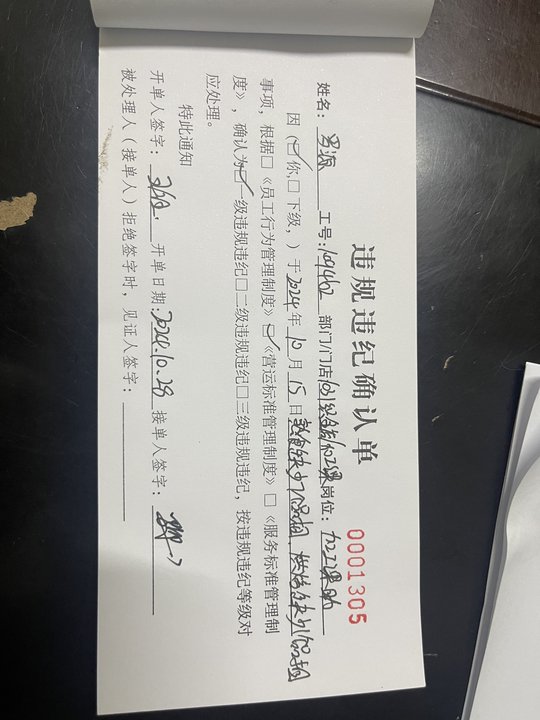 违规违纪确认单
0001305
姓名： 工号：109462 部门/门店 岗位：
因（☑你，□下级，）于2024年10月15日
事项，根据□《员工行为管理制度》☑《营运标准管理制度》□《服务标准管理制
度》，确认为☑一级违规违纪□二级违规违纪□三级违规违纪，按违规违纪等级对
应处理。
特此通知
开单人签字： 开单日期：2024.10.28 接单人签字：
被处理人（接单人）拒绝签字时，见证人签字：